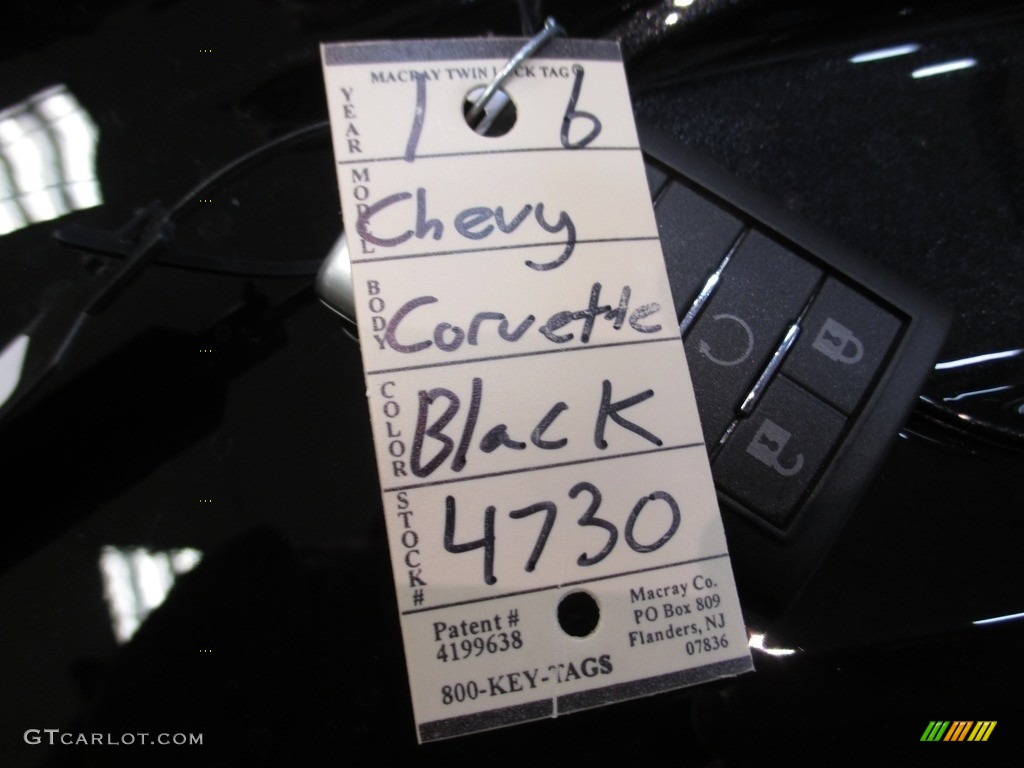 MACRAY TWIN LOCK TAG®
YEAR 1 6
MODEL Chevy
BODY Corvette
COLOR Black
STOCK# 4730
Patent #
4199638
Macray Co.
PO Box 809
Flanders, NJ
07836
800-KEY-TAGS
GTCARLOT.COM